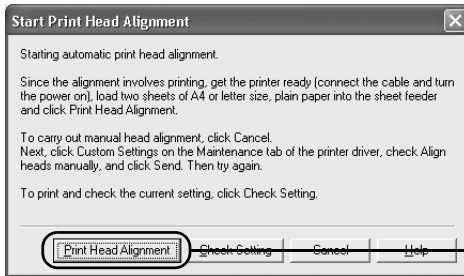 Start Print Head Alignment
Starting automatic print head alignment.
Since the alignment involves printing, get the printer ready (connect the cable and turn
the power on), load two sheets of A4 or letter size, plain paper into the sheet feeder
and click Print Head Alignment.
To carry out manual head alignment, click Cancel.
Next, click Custom Settings on the Maintenance tab of the printer driver, check Align
heads manually, and click Send. Then try again.
To print and check the current setting, click Check Setting.
Print Head Alignment Check Setting Cancel Help